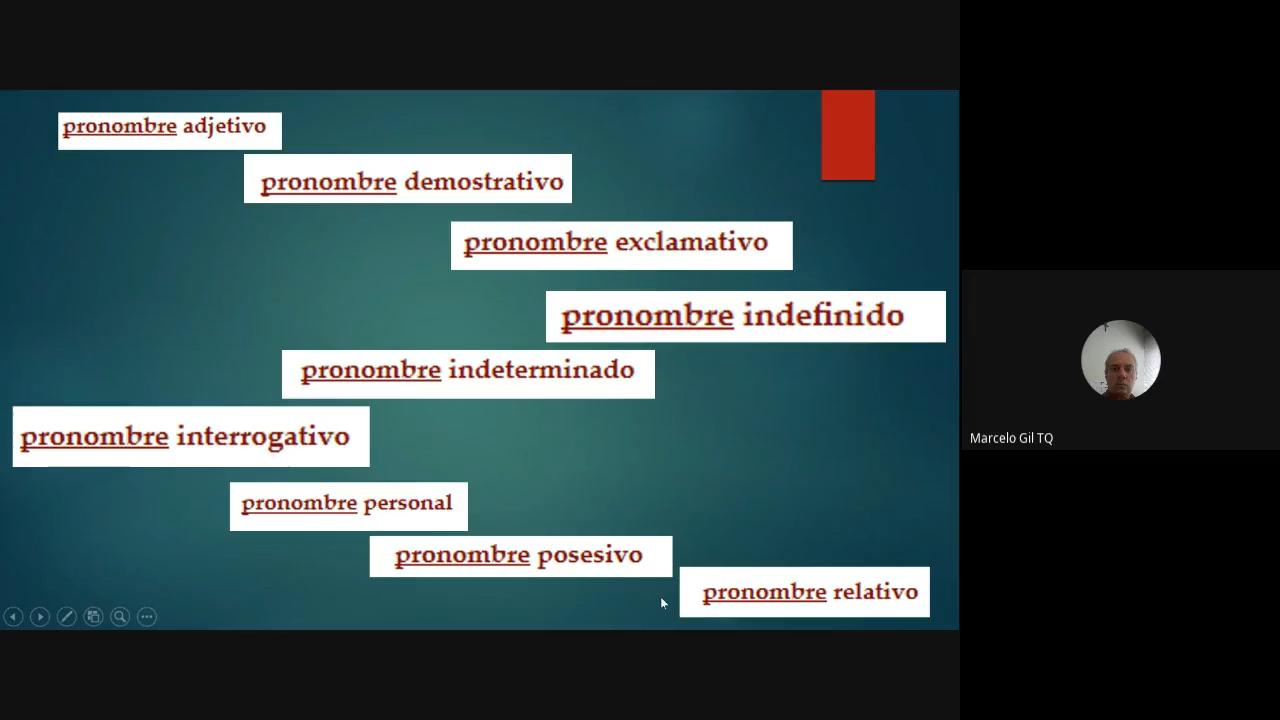 pronombre adjetivo
pronombre demostrativo
pronombre exclamativo
pronombre indefinido
pronombre indeterminado
pronombre interrogativo
pronombre personal
pronombre posesivo
pronombre relativo
Marcelo Gil TQ